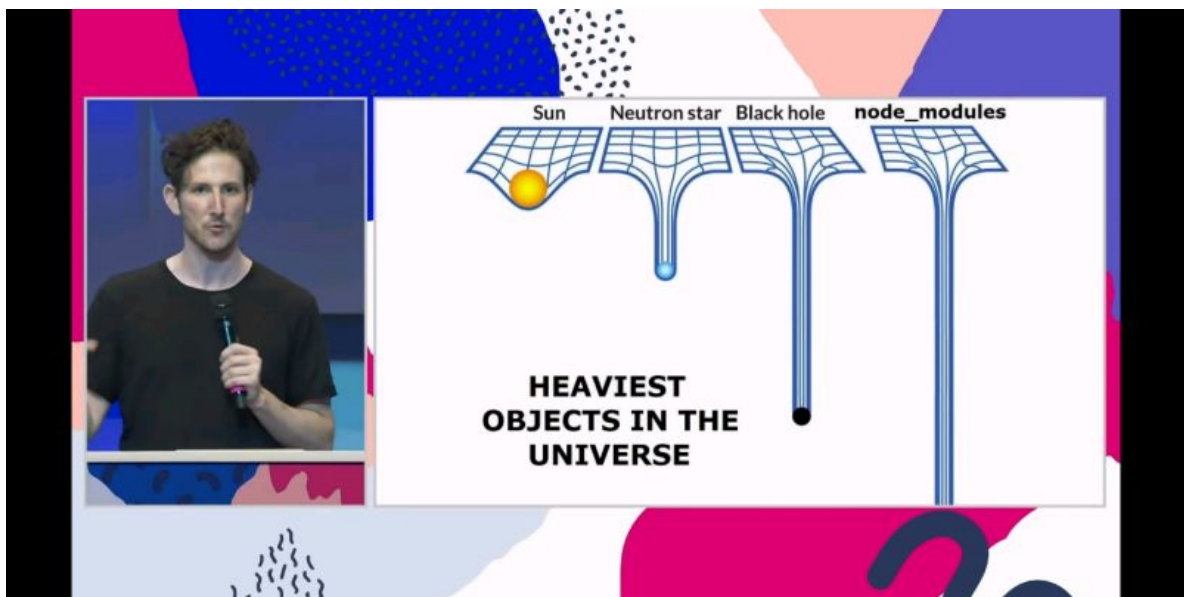 Sun Neutron star Black hole node_modules
HEAVIEST
OBJECTS IN THE
UNIVERSE